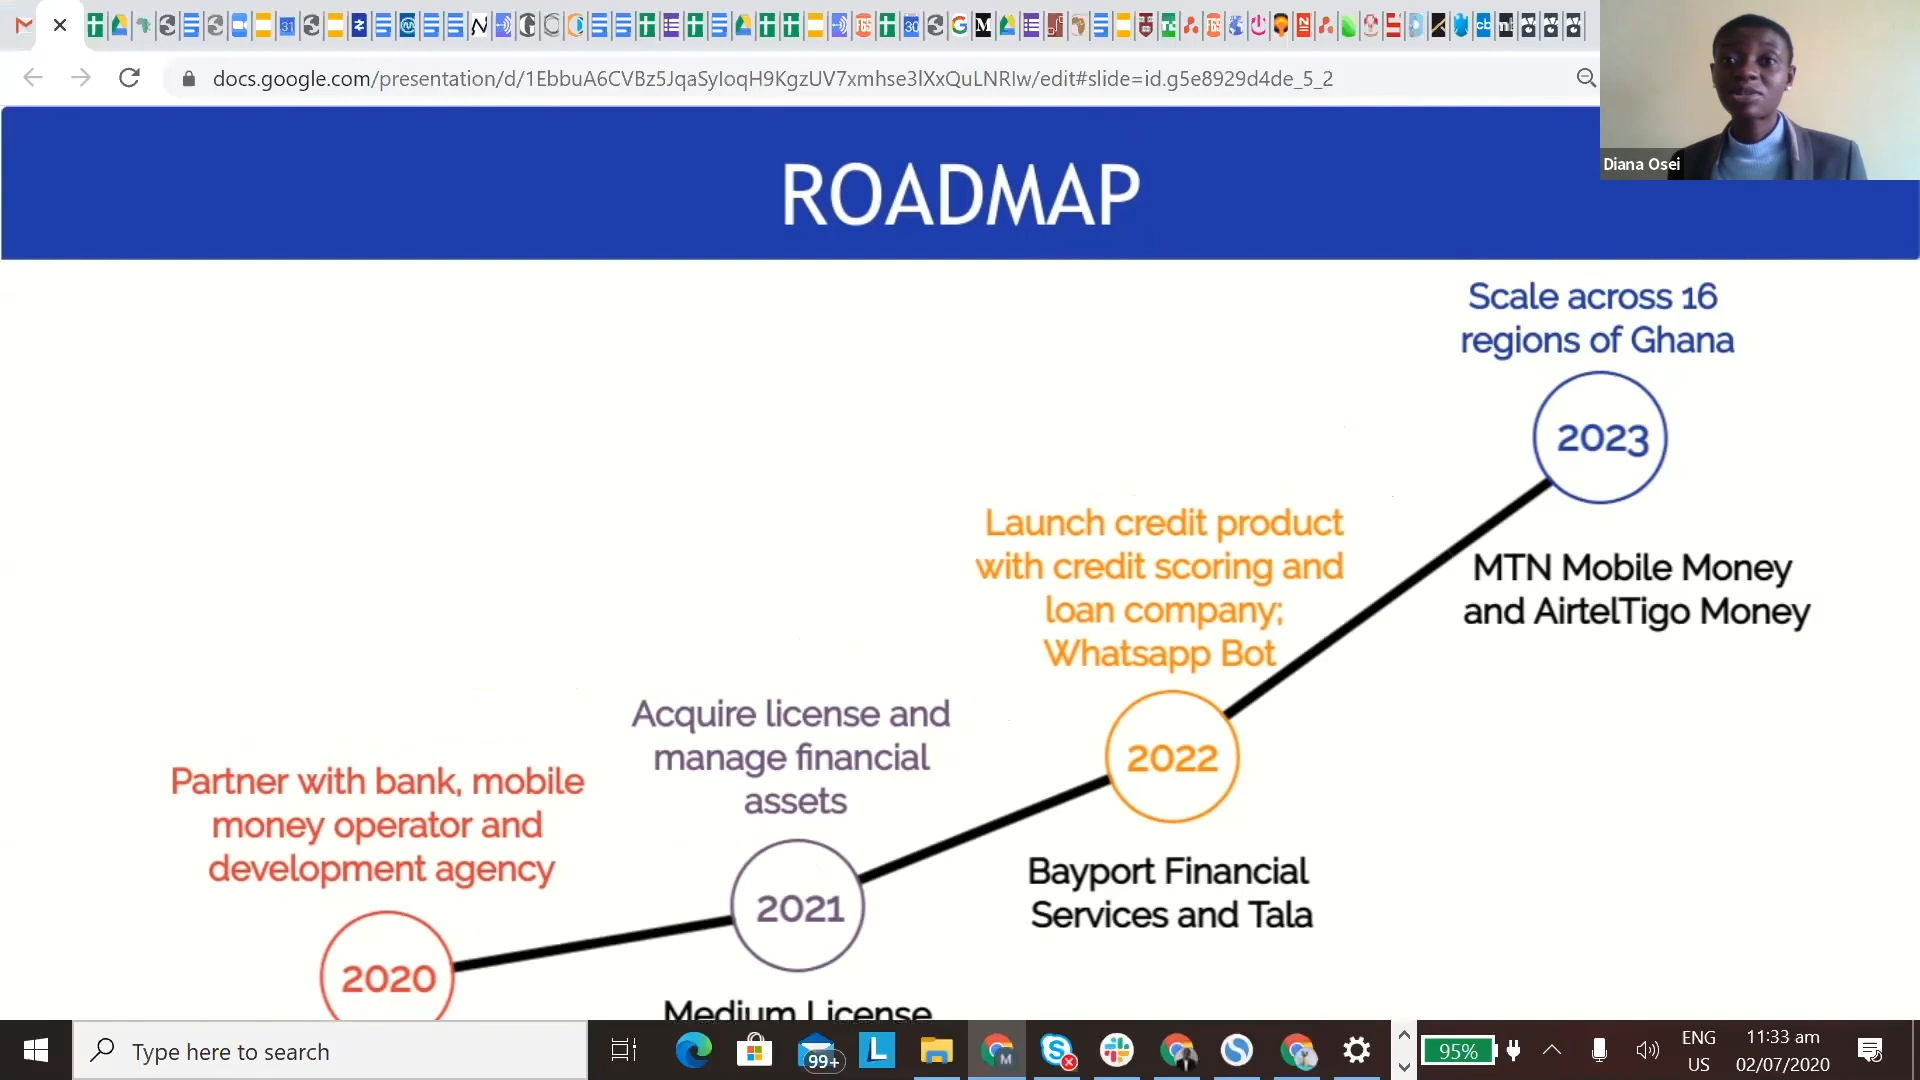 docs.google.com/presentation/d/1EbbuA6CVBz5JqaSyIoqH9KgzUV7xmhse3lXxQuLNRIw/edit#slide=id.g5e8929d4de_5_2
Diana Osei
ROADMAP
Scale across 16
regions of Ghana
2023
MTN Mobile Money
and AirtelTigo Money
Launch credit product
with credit scoring and
loan company;
Whatsapp Bot
2022
Bayport Financial
Services and Tala
Acquire license and
manage financial
assets
2021
Medium License
Partner with bank, mobile
money operator and
development agency
2020
Type here to search
99+
95%
ENG
US
11:33 am
02/07/2020